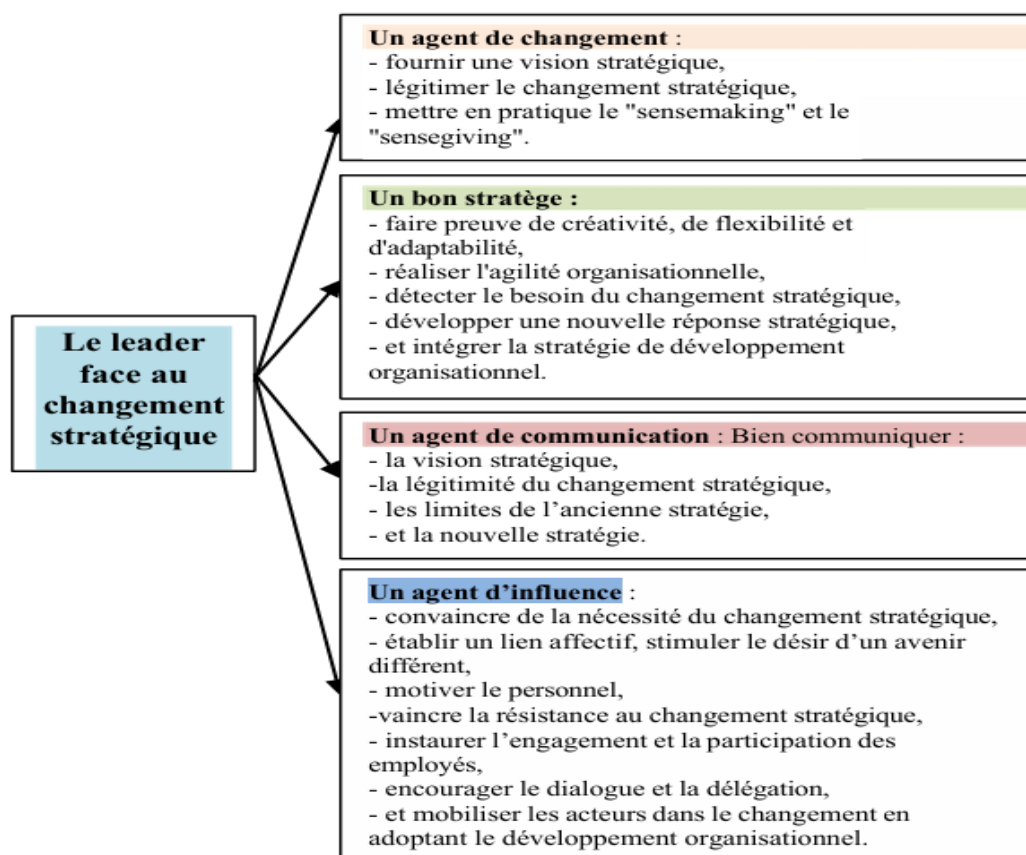 Un agent de changement :
- fournir une vision stratégique,
- légitimer le changement stratégique,
- mettre en pratique le "sensemaking" et le
"sensegiving".
Un bon stratège :
- faire preuve de créativité, de flexibilité et
d'adaptabilité,
- réaliser l'agilité organisationnelle,
- détecter le besoin du changement stratégique,
- développer une nouvelle réponse stratégique,
- et intégrer la stratégie de développement
organisationnel.
Le leader
face au
changement
stratégique
Un agent de communication : Bien communiquer :
- la vision stratégique,
-la légitimité du changement stratégique,
- les limites de l’ancienne stratégie,
- et la nouvelle stratégie.
Un agent d’influence :
- convaincre de la nécessité du changement stratégique,
- établir un lien affectif, stimuler le désir d’un avenir
différent,
- motiver le personnel,
-vaincre la résistance au changement stratégique,
- instaurer l’engagement et la participation des
employés,
- encourager le dialogue et la délégation,
- et mobiliser les acteurs dans le changement en
adoptant le développement organisationnel.